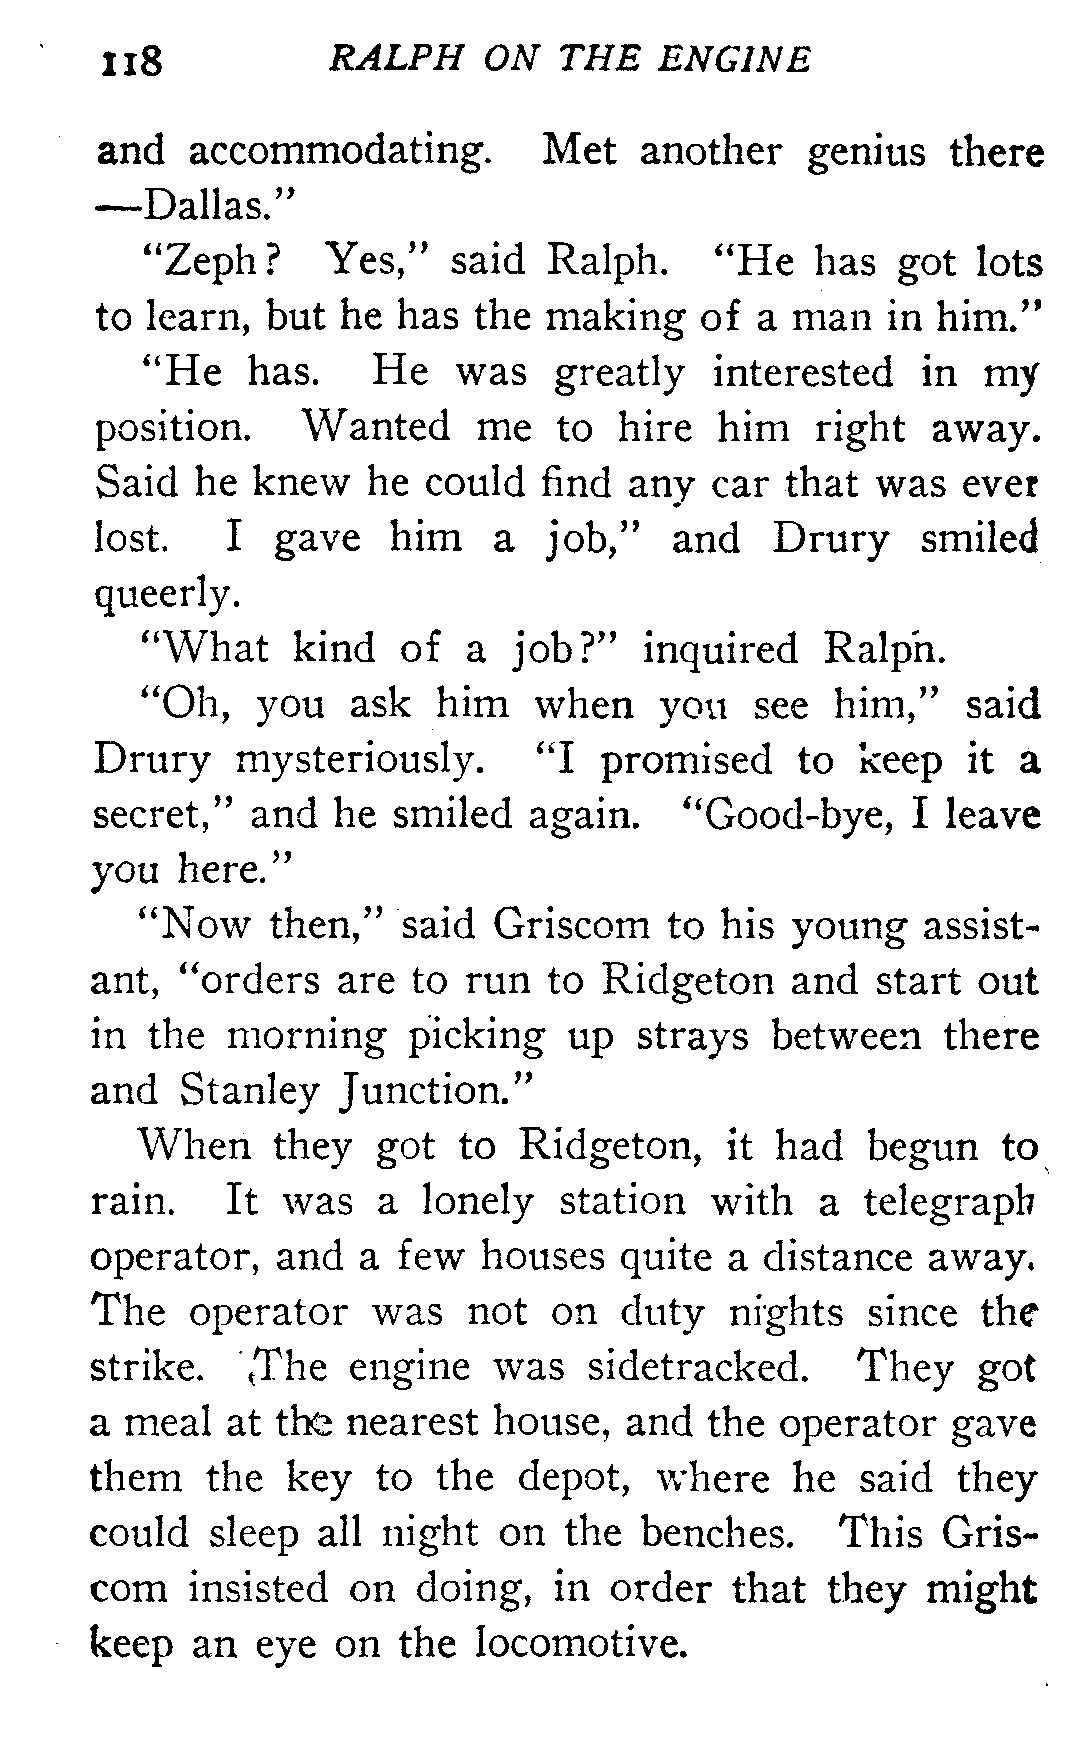 118 RALPH ON THE ENGINE
and accommodating. Met another genius there
—Dallas."
"Zeph? Yes," said Ralph. "He has got lots
to learn, but he has the making of a man in him."
"He has. He was greatly interested in my
position. Wanted me to hire him right away.
Said he knew he could find any car that was ever
lost. I gave him a job," and Drury smiled
queerly.
"What kind of a job?" inquired Ralph.
"Oh, you ask him when you see him," said
Drury mysteriously. "I promised to keep it a
secret," and he smiled again. "Good-bye, I leave
you here."
"Now then," said Griscom to his young assist-
ant, "orders are to run to Ridgeton and start out
in the morning picking up strays between there
and Stanley Junction."
When they got to Ridgeton, it had begun to
rain. It was a lonely station with a telegraph
operator, and a few houses quite a distance away.
The operator was not on duty nights since the
strike. The engine was sidetracked. They got
a meal at the nearest house, and the operator gave
them the key to the depot, where he said they
could sleep all night on the benches. This Gris-
com insisted on doing, in order that they might
keep an eye on the locomotive.